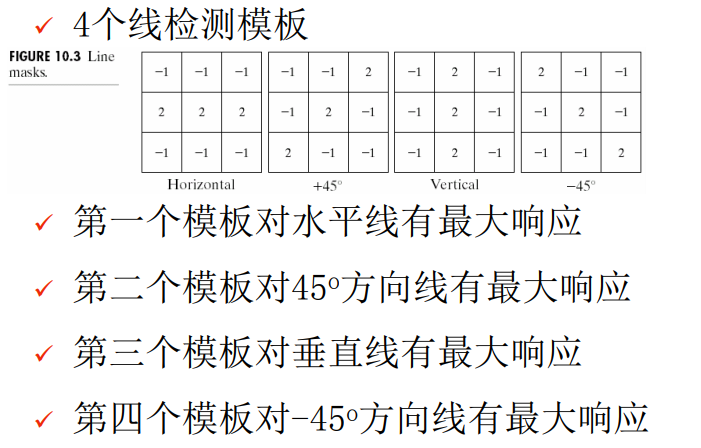 ✓ 4个线检测模板
FIGURE 10.3 Line
masks.
−1 −1 −1 −1 −1 2 −1 2 −1 2 −1 −1
2 2 2 −1 2 −1 −1 2 −1 −1 2 −1
−1 −1 −1 2 −1 −1 −1 2 −1 −1 −1 2
Horizontal +45° Vertical −45°
✓ 第一个模板对水平线有最大响应
✓ 第二个模板对45°方向线有最大响应
✓ 第三个模板对垂直线有最大响应
✓ 第四个模板对−45°方向线有最大响应